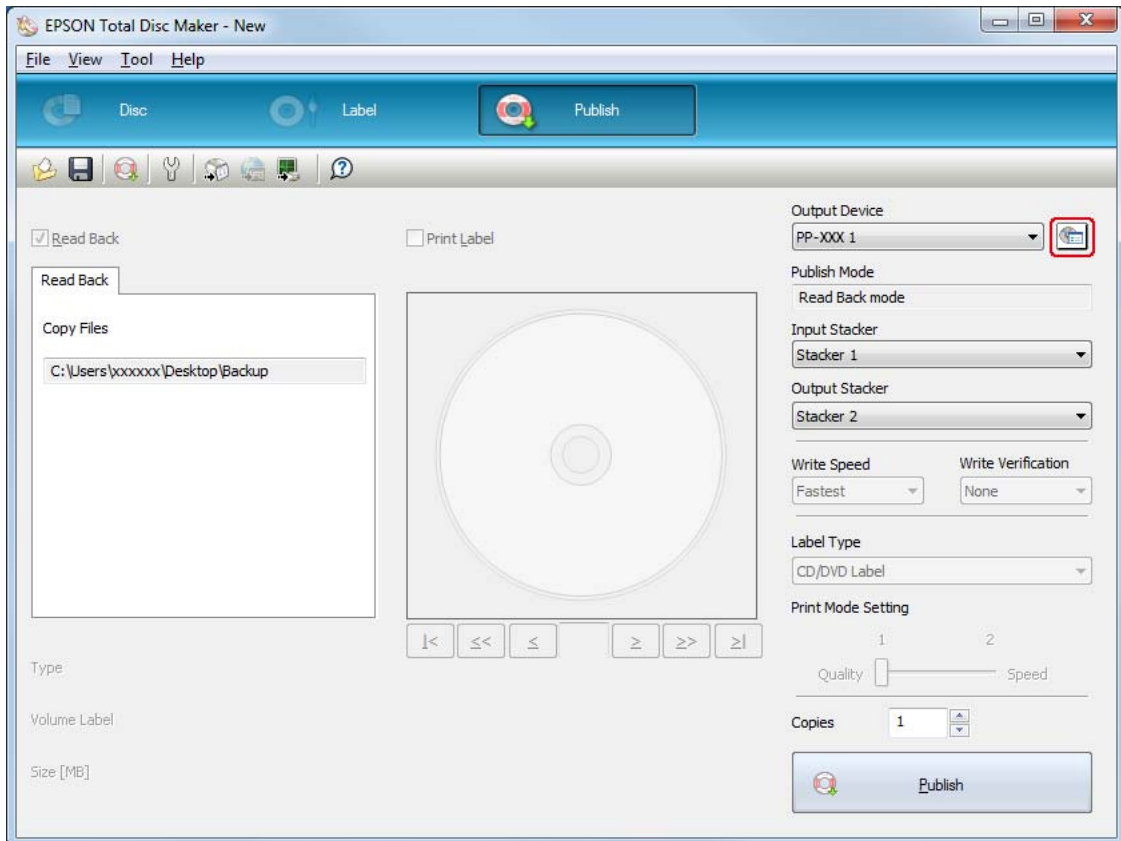 EPSON Total Disc Maker - New
File View Tool Help
Disc Label Publish
Read Back
Print Label
Output Device
PP-XXX 1
Read Back
Publish Mode
Read Back mode
Copy Files
C:\Users\xxxxxx\Desktop\Backup
Input Stacker
Stacker 1
Output Stacker
Stacker 2
Write Speed Write Verification
Fastest None
Label Type
CD/DVD Label
Print Mode Setting
1 2
Quality Speed
|< << < > >> >|
Type
Volume Label
Size [MB]
Copies 1
Publish